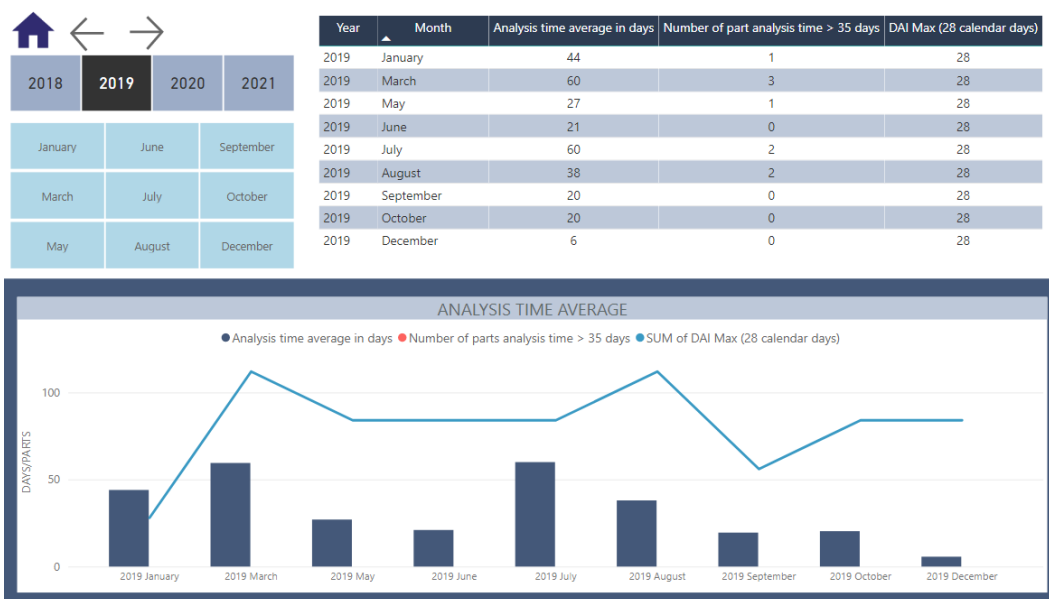 2018 2019 2020 2021
January June September
March July October
May August December
Year Month Analysis time average in days Number of part analysis time > 35 days DAI Max (28 calendar days)
2019 January 44 1 28
2019 March 60 3 28
2019 May 27 1 28
2019 June 21 0 28
2019 July 60 2 28
2019 August 38 2 28
2019 September 20 0 28
2019 October 20 0 28
2019 December 6 0 28
ANALYSIS TIME AVERAGE
Analysis time average in days Number of parts analysis time > 35 days SUM of DAI Max (28 calendar days)
DAYS/PARTS
100
50
0
2019 January 2019 March 2019 May 2019 June 2019 July 2019 August 2019 September 2019 October 2019 December